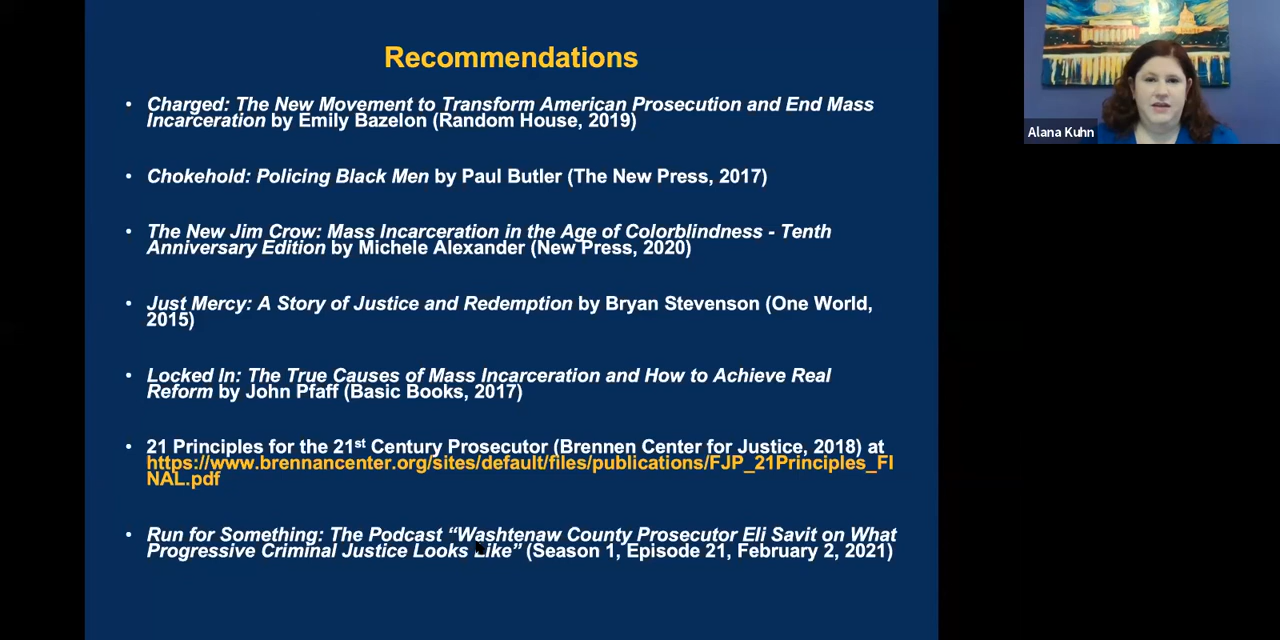 Recommendations
• Charged: The New Movement to Transform American Prosecution and End Mass
Incarceration by Emily Bazelon (Random House, 2019)
• Chokehold: Policing Black Men by Paul Butler (The New Press, 2017)
• The New Jim Crow: Mass Incarceration in the Age of Colorblindness - Tenth
Anniversary Edition by Michele Alexander (New Press, 2020)
• Just Mercy: A Story of Justice and Redemption by Bryan Stevenson (One World,
2015)
• Locked In: The True Causes of Mass Incarceration and How to Achieve Real
Reform by John Pfaff (Basic Books, 2017)
• 21 Principles for the 21st Century Prosecutor (Brennen Center for Justice, 2018) at
https://www.brennancenter.org/sites/default/files/publications/FJP_21Principles_FI
NAL.pdf
• Run for Something: The Podcast “Washtenaw County Prosecutor Eli Savit on What
Progressive Criminal Justice Looks Like” (Season 1, Episode 21, February 2, 2021)
Alana Kuhn